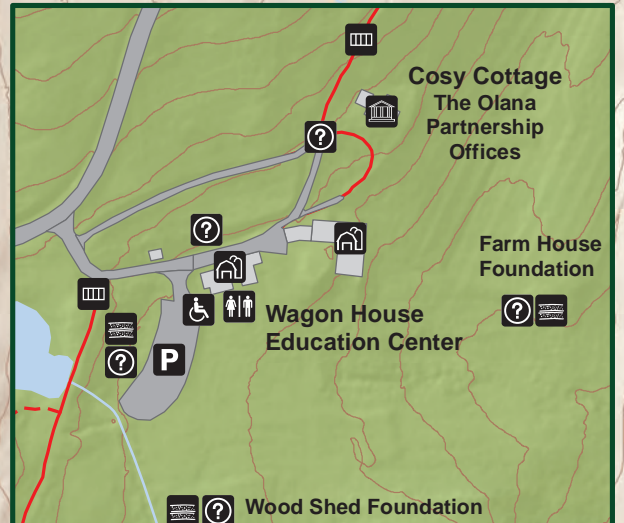 Cosy Cottage
The Olana
Partnership
Offices
?
?
Farm House
Foundation
?
Wagon House
Education Center
?
P
? Wood Shed Foundation